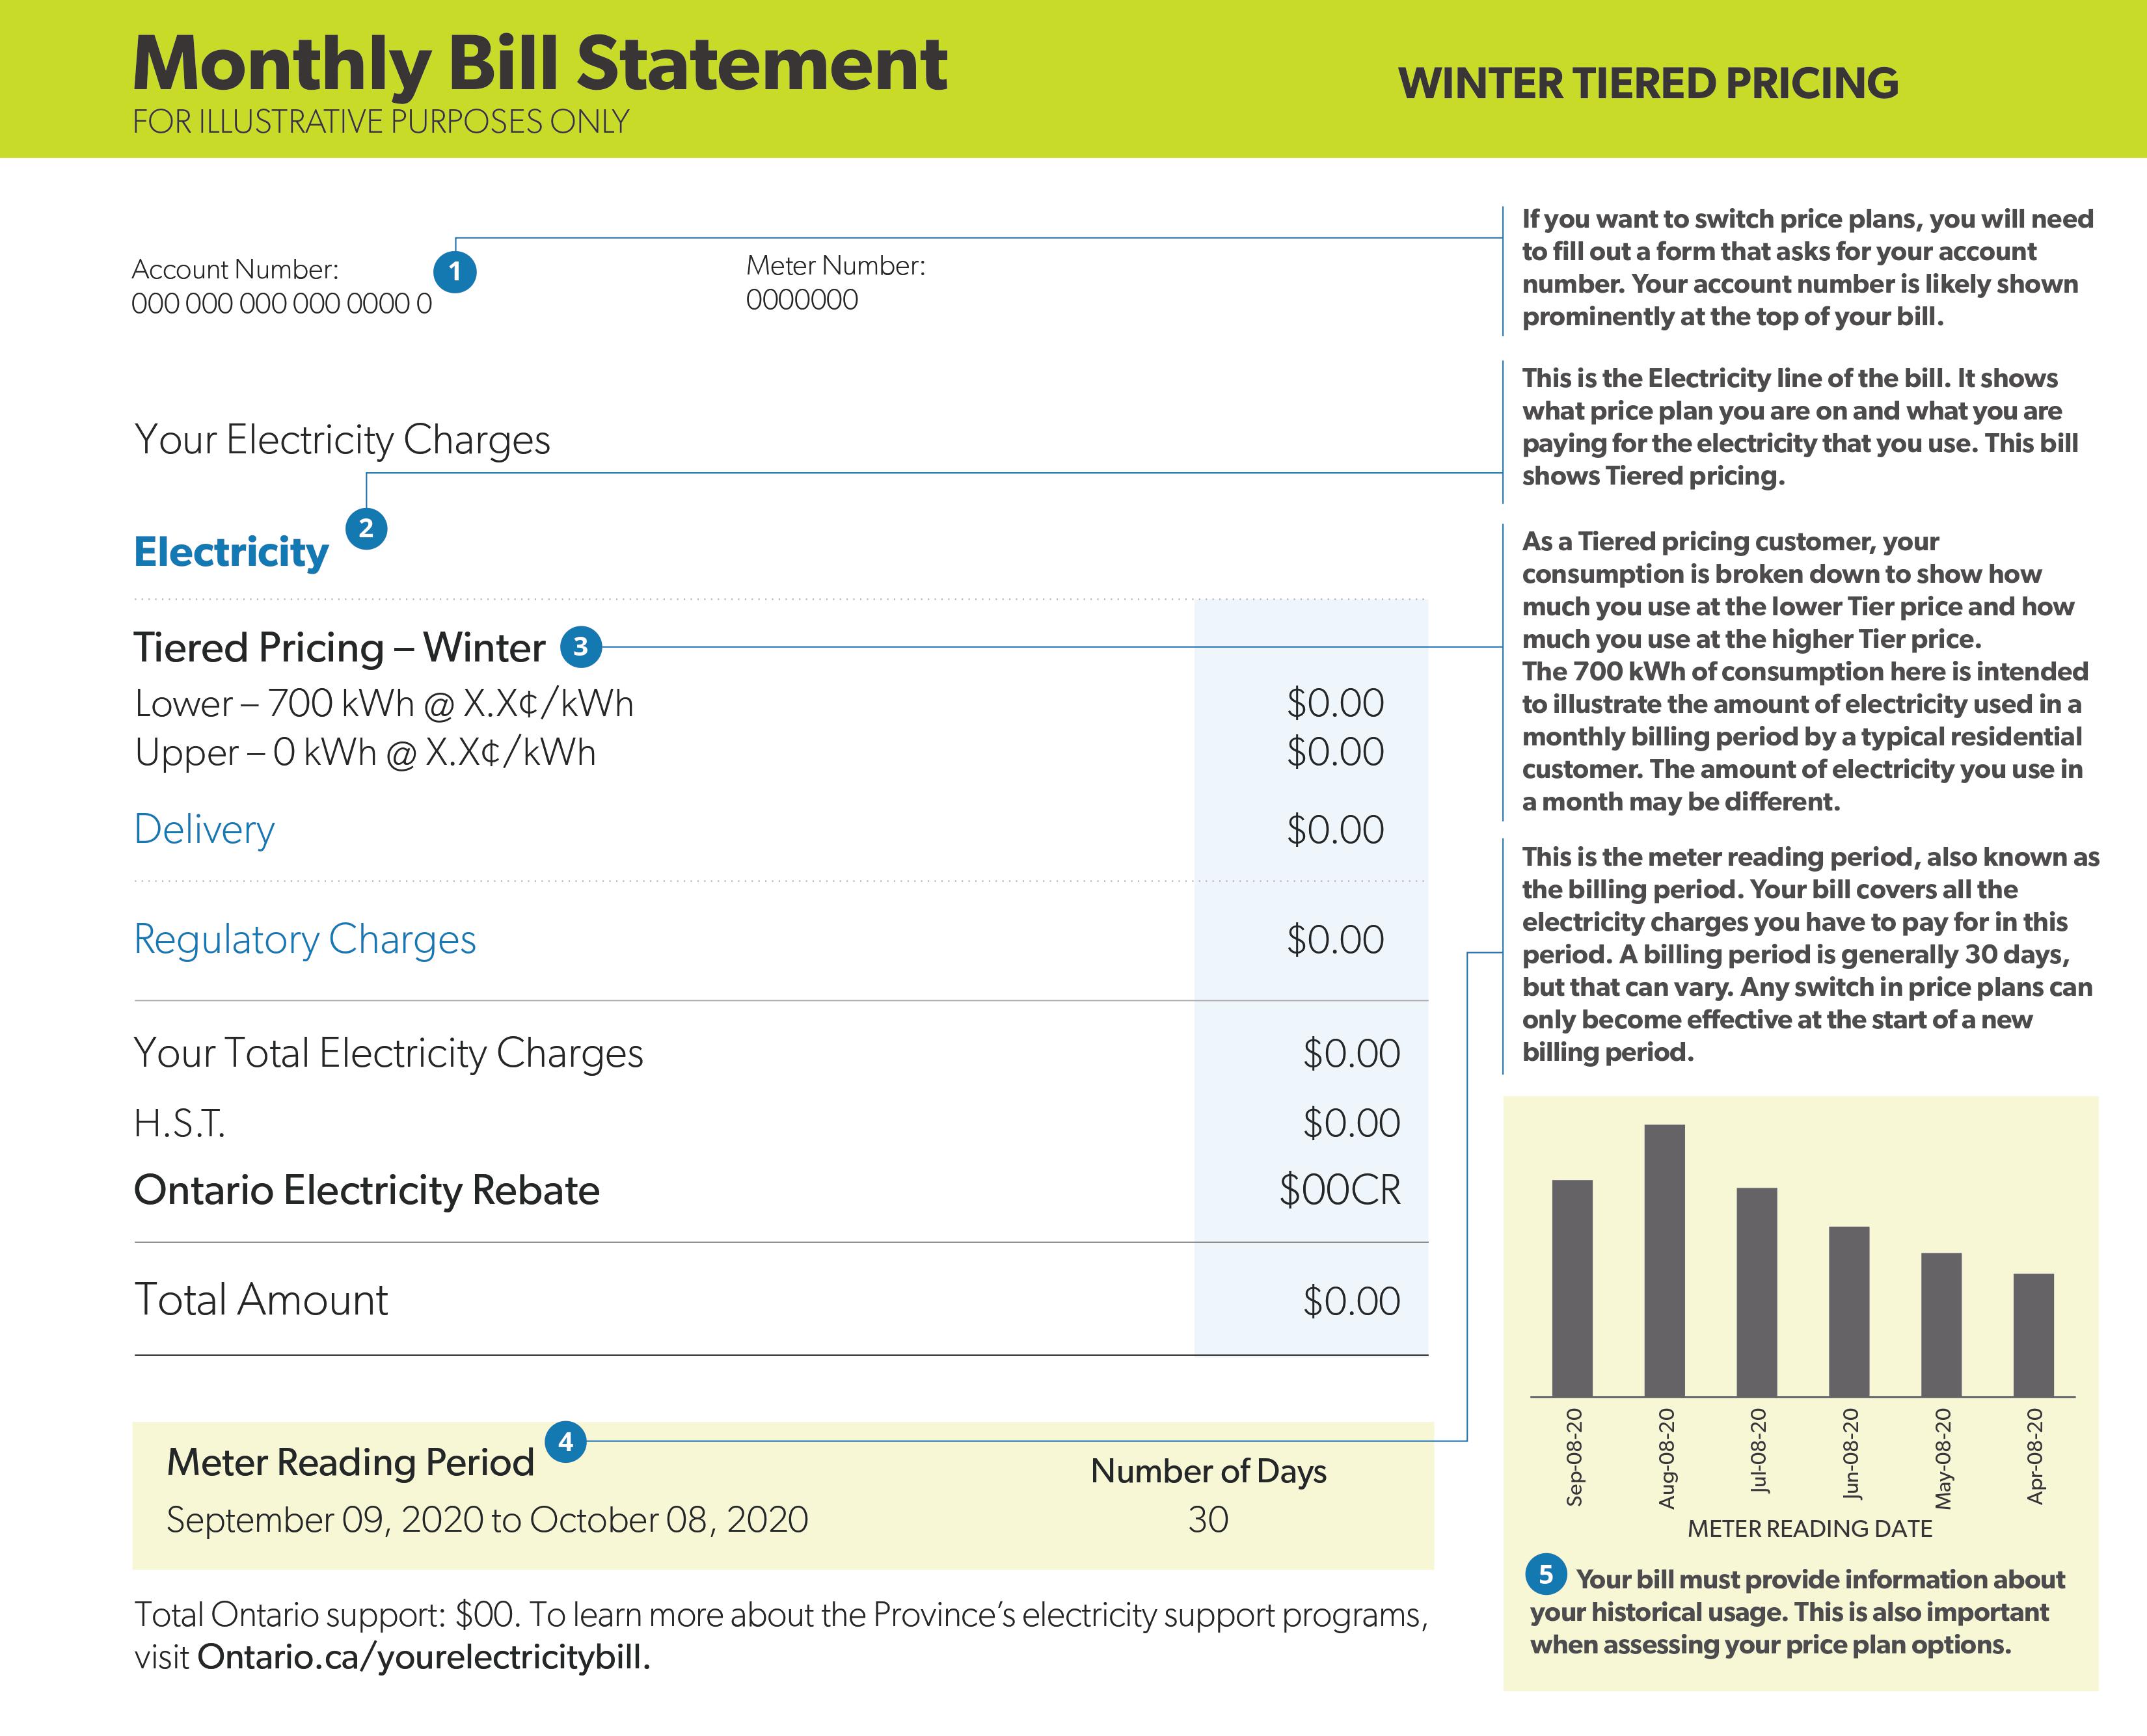 Monthly Bill Statement
FOR ILLUSTRATIVE PURPOSES ONLY
WINTER TIERED PRICING
Account Number:
000 000 000 000 0000 0
1
Meter Number:
0000000
If you want to switch price plans, you will need
to fill out a form that asks for your account
number. Your account number is likely shown
prominently at the top of your bill.
Your Electricity Charges
This is the Electricity line of the bill. It shows
what price plan you are on and what you are
paying for the electricity that you use. This bill
shows Tiered pricing.
2
Electricity
Tiered Pricing – Winter 3
Lower – 700 kWh @ X.X¢/kWh $0.00
Upper – 0 kWh @ X.X¢/kWh $0.00
Delivery $0.00
Regulatory Charges $0.00
Your Total Electricity Charges $0.00
H.S.T. $0.00
Ontario Electricity Rebate $00CR
Total Amount $0.00
As a Tiered pricing customer, your
consumption is broken down to show how
much you use at the lower Tier price and how
much you use at the higher Tier price.
The 700 kWh of consumption here is intended
to illustrate the amount of electricity used in a
monthly billing period by a typical residential
customer. The amount of electricity you use in
a month may be different.
This is the meter reading period, also known as
the billing period. Your bill covers all the
electricity charges you have to pay for in this
period. A billing period is generally 30 days,
but that can vary. Any switch in price plans can
only become effective at the start of a new
billing period.
Meter Reading Period 4
Number of Days
September 09, 2020 to October 08, 2020
30
Total Ontario support: $00. To learn more about the Province's electricity support programs,
visit Ontario.ca/yourelectricitybill.
Sep-08-20
Aug-08-20
Jul-08-20
Jun-08-20
May-08-20
Apr-08-20
METER READING DATE
5 Your bill must provide information about
your historical usage. This is also important
when assessing your price plan options.